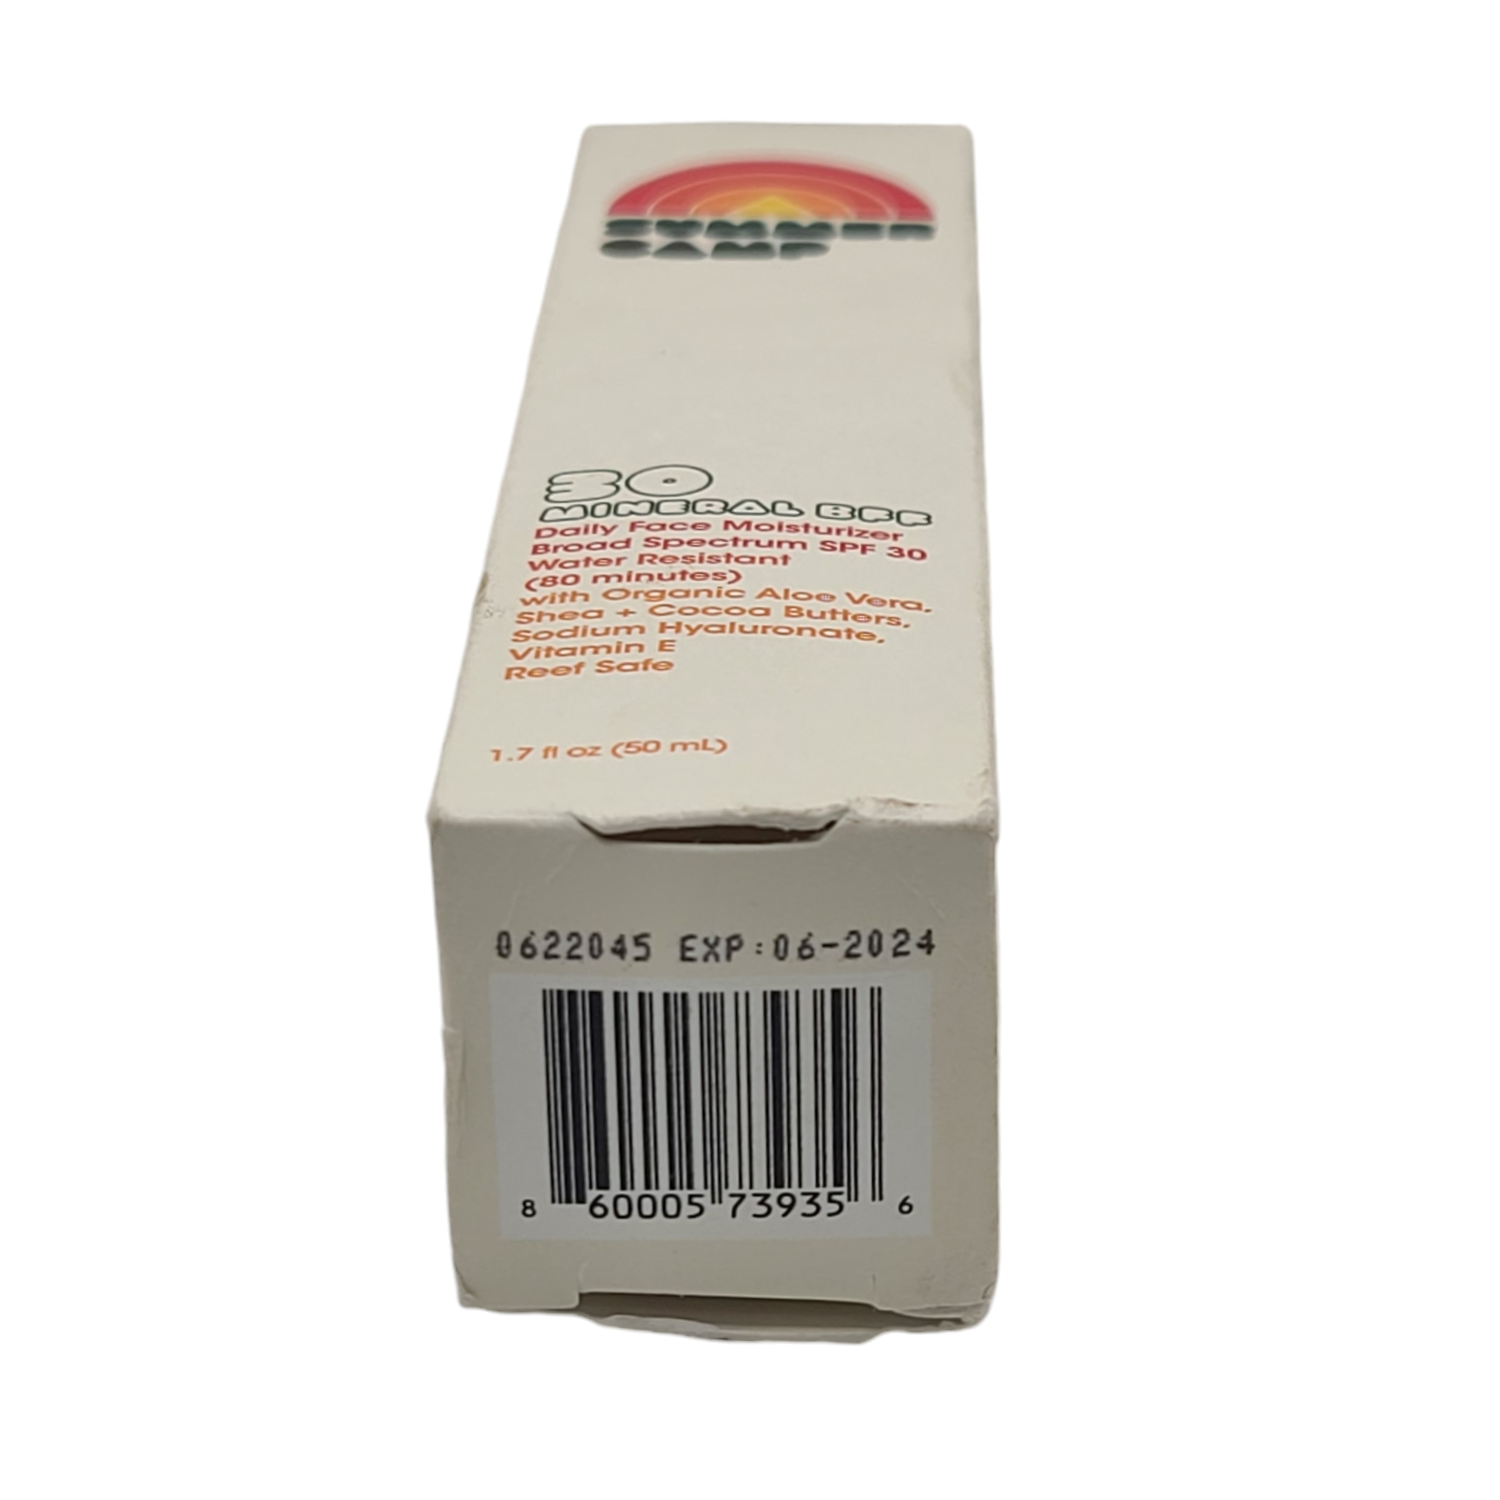 SUMMER
CAMP
30
MINERAL BFF
Daily Face Moisturizer
Broad Spectrum SPF 30
Water Resistant
(80 minutes)
with Organic Aloe Vera,
Shea + Cocoa Butters,
Sodium Hyaluronate,
Vitamin E
Reef Safe
1.7 fl oz (50 mL)
0622045 EXP:06-2024
8 60005 73935 6